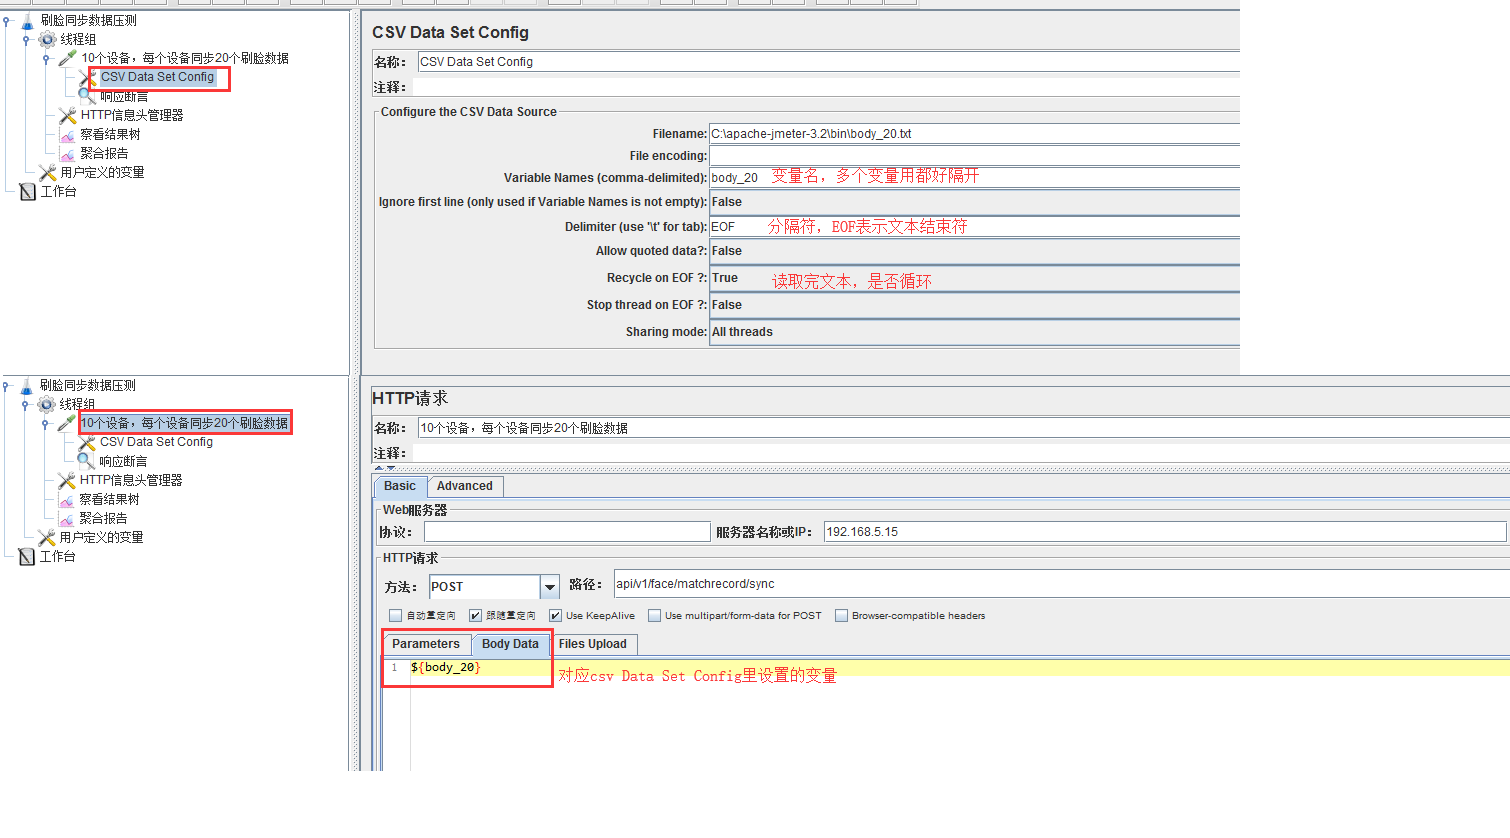 刷脸同步数据压测
线程组
10个设备，每个设备同步20个刷脸数据
CSV Data Set Config
响应断言
HTTP信息头管理器
察看结果树
聚合报告
用户定义的变量
工作台
CSV Data Set Config
名称： CSV Data Set Config
注释：
Configure the CSV Data Source
Filename: C:\apache-jmeter-3.2\bin\body_20.txt
File encoding:
Variable Names (comma-delimited): body_20 变量名，多个变量用都好隔开
Ignore first line (only used if Variable Names is not empty): False
Delimiter (use '\t' for tab): EOF 分隔符，EOF表示文本结束符
Allow quoted data?: False
Recycle on EOF ?: True 读取完文本，是否循环
Stop thread on EOF ?: False
Sharing mode: All threads
刷脸同步数据压测
线程组
10个设备，每个设备同步20个刷脸数据
CSV Data Set Config
响应断言
HTTP信息头管理器
察看结果树
聚合报告
用户定义的变量
工作台
HTTP请求
名称： 10个设备，每个设备同步20个刷脸数据
注释：
Basic Advanced
Web服务器
协议： 服务器名称或IP： 192.168.5.15
HTTP请求
方法： POST 路径： api/v1/face/matchrecord/sync
自动重定向 跟随重定向 Use KeepAlive Use multipart/form-data for POST Browser-compatible headers
Parameters Body Data Files Upload
1 ${body_20}
对应csv Data Set Config里设置的变量